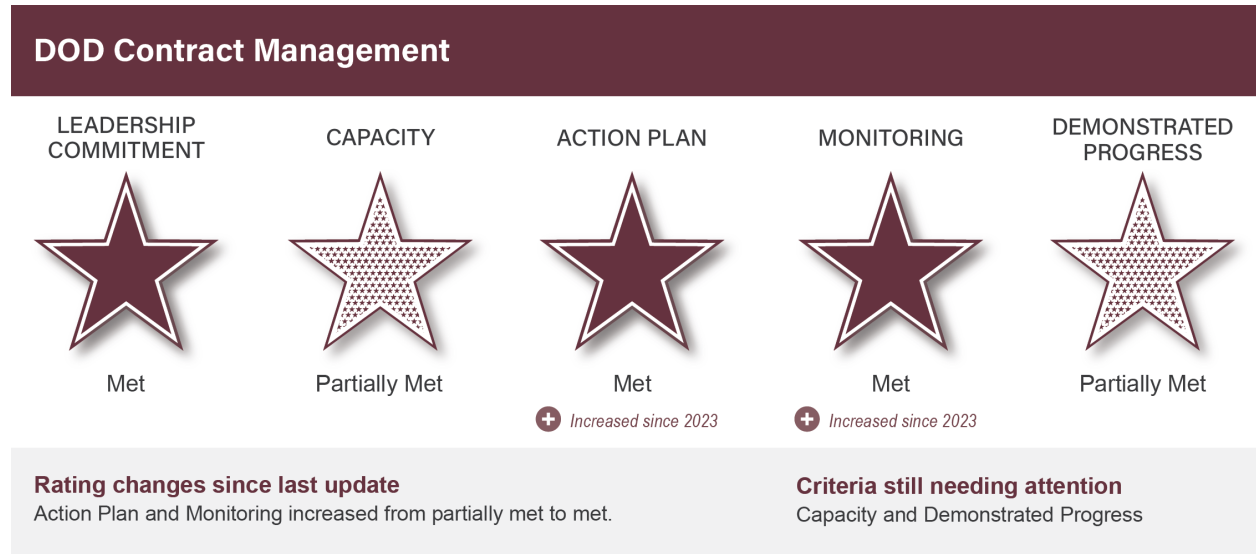 DOD Contract Management
LEADERSHIP
COMMITMENT
CAPACITY
ACTION PLAN
MONITORING
DEMONSTRATED
PROGRESS
Met
Partially Met
Met
Met
Partially Met
Increased since 2023
Increased since 2023
Rating changes since last update
Action Plan and Monitoring increased from partially met to met.
Criteria still needing attention
Capacity and Demonstrated Progress